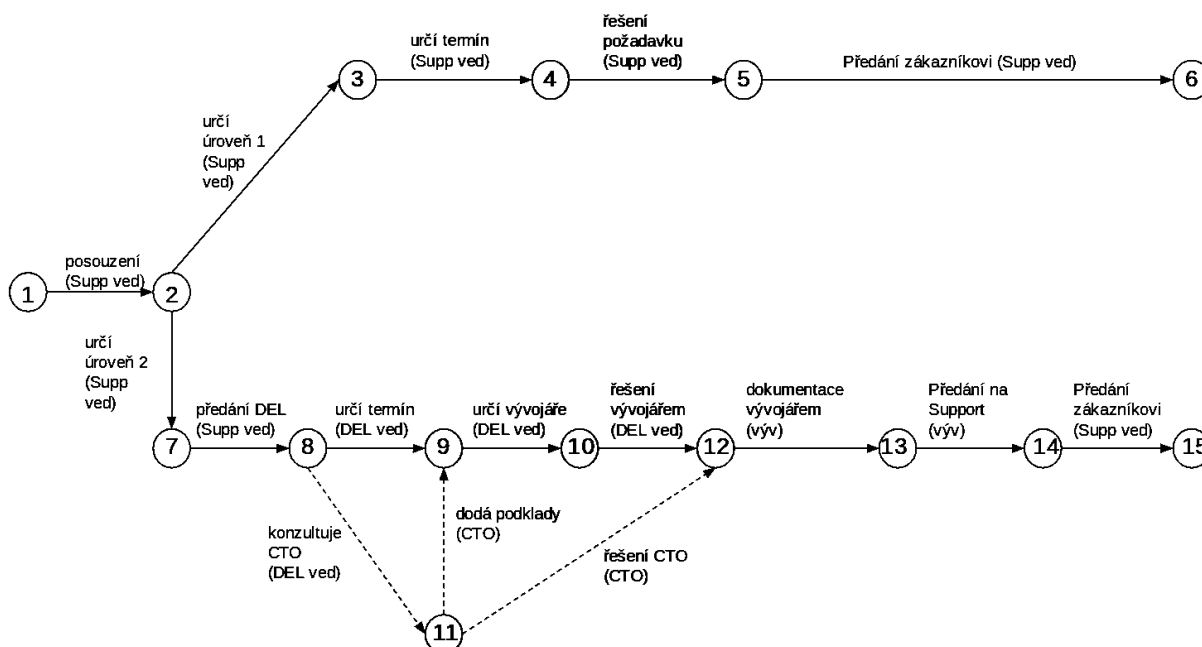 určí termín
(Supp ved)
řešení
požadavku
(Supp ved)
Předání zákazníkovi (Supp ved)
3
4
5
6
určí
úroveň 1
(Supp
ved)
posouzení
(Supp ved)
1
2
určí
úroveň 2
(Supp
ved)
předání DEL
(Supp ved)
určí termín
(DEL ved)
určí vývojáře
(DEL ved)
řešení
vývojářem
(DEL ved)
dokumentace
vývojářem
(výv)
Předání na
Support
(výv)
Předání
zákazníkovi
(Supp ved)
7
8
9
10
12
13
14
15
konzultuje
CTO
(DEL ved)
dodá podklady
(CTO)
řešení CTO
(CTO)
11